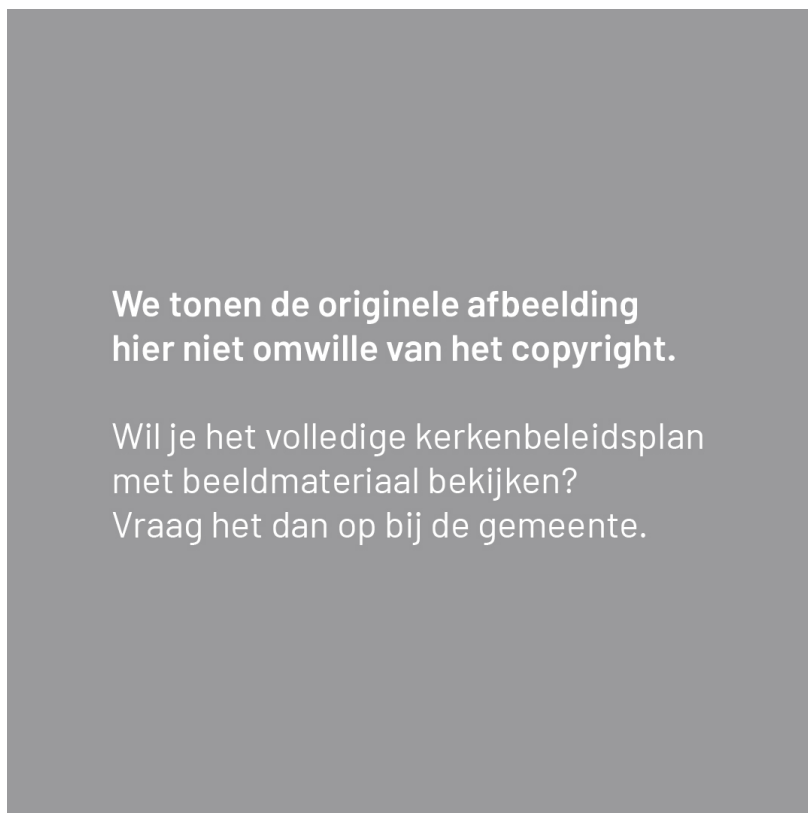 We tonen de originele afbeelding
hier niet omwille van het copyright.
Wil je het volledige kerkenbeleidsplan
met beeldmateriaal bekijken?
Vraag het dan op bij de gemeente.